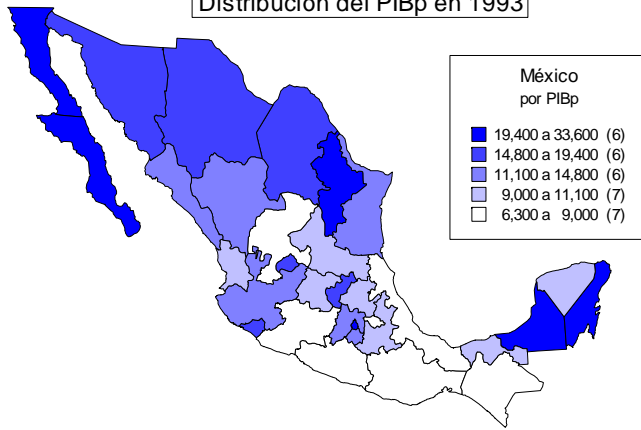 Distribución del PIBp en 1993
México
por PIBp
19,400 a 33,600 (6)
14,800 a 19,400 (6)
11,100 a 14,800 (6)
9,000 a 11,100 (7)
6,300 a 9,000 (7)